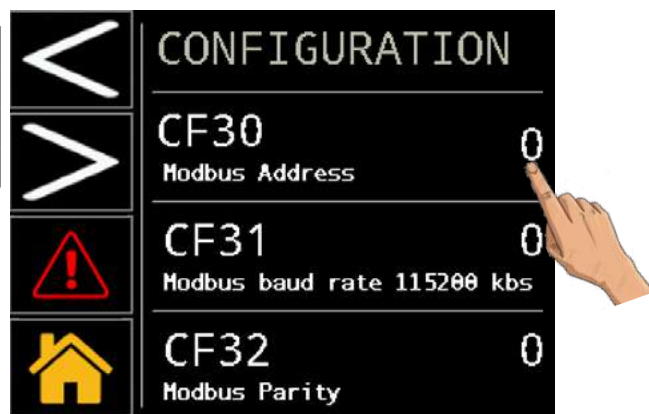 CONFIGURATION
CF30 0
Modbus Address
CF31 0
Modbus baud rate 115200 kbs
CF32 0
Modbus Parity